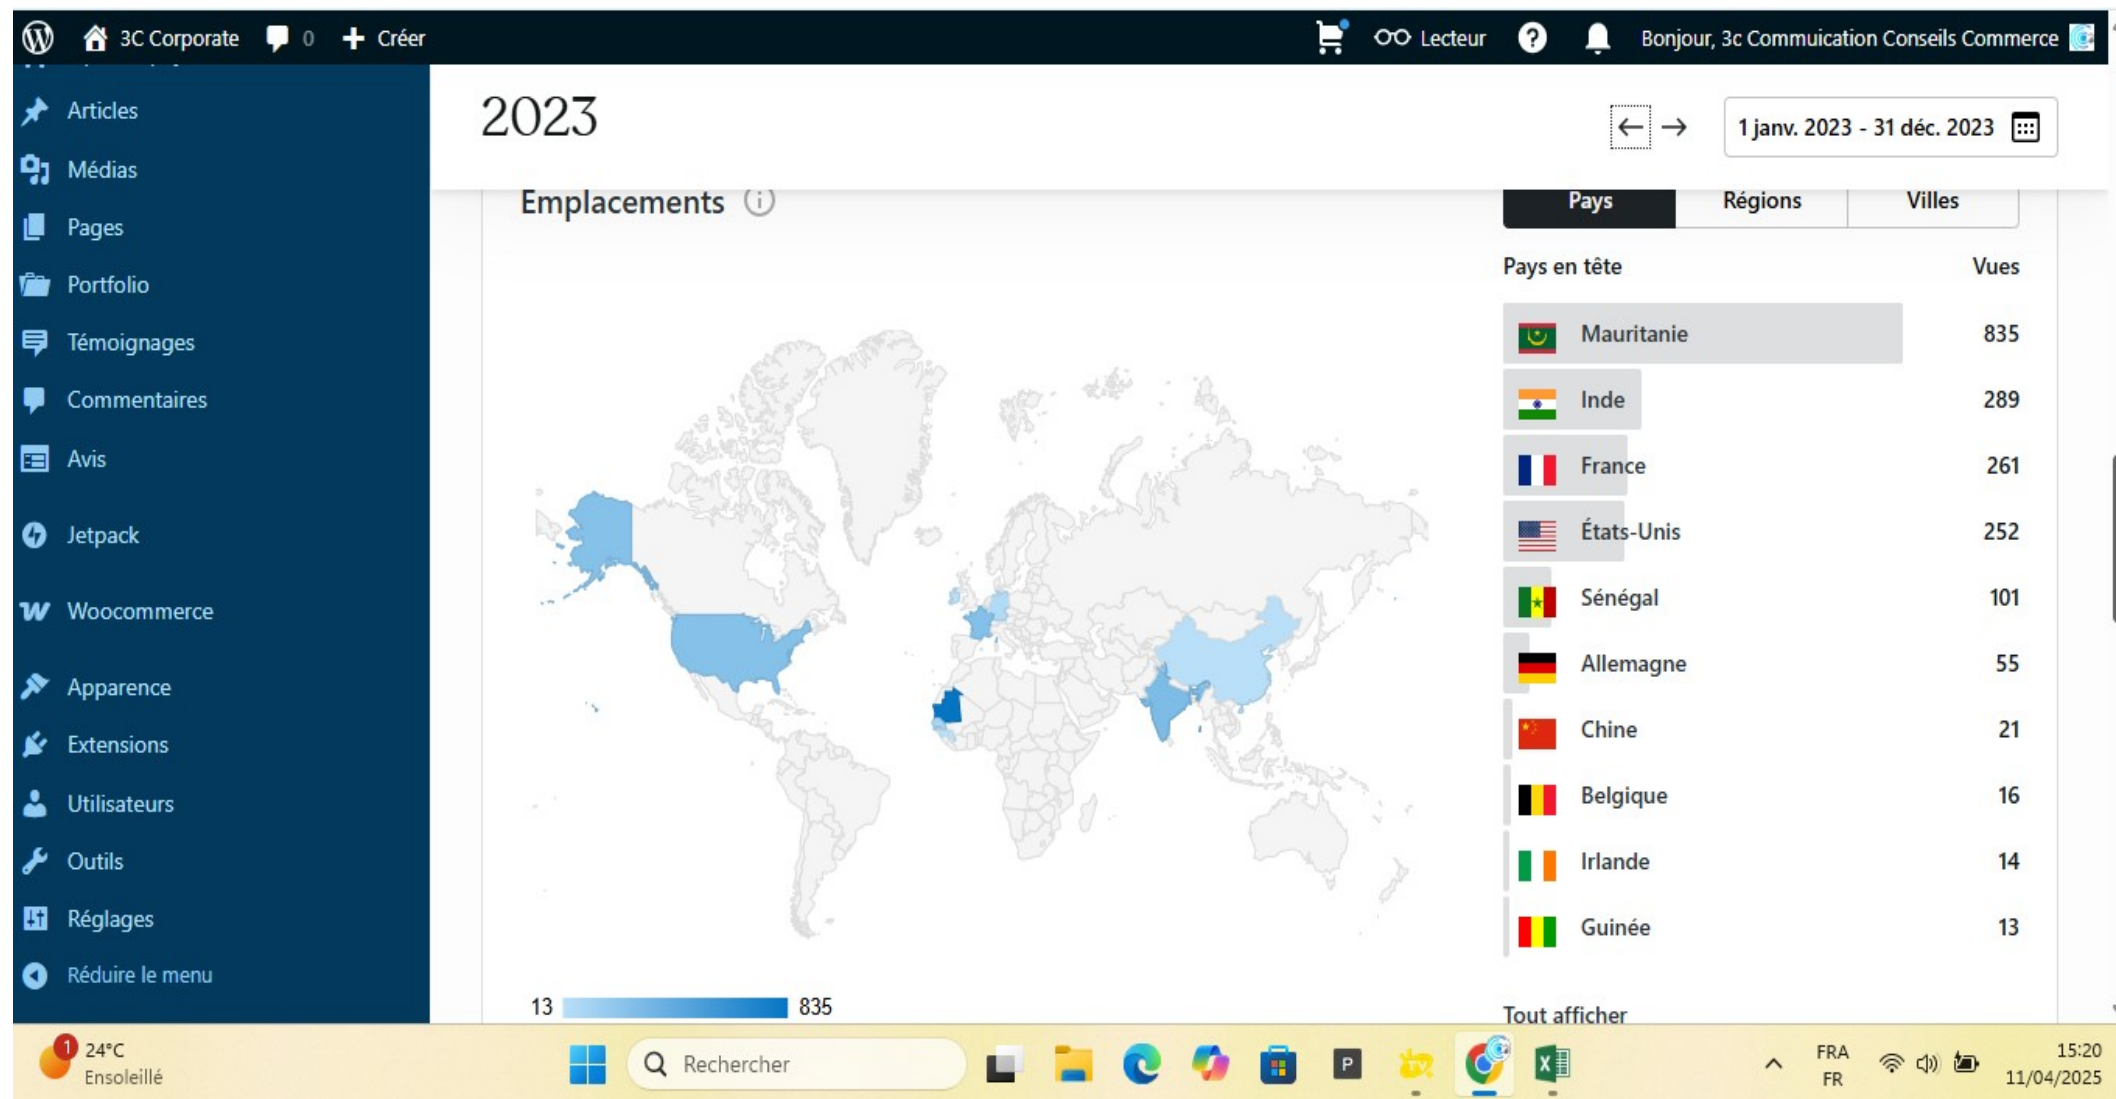 3C Corporate 0 Créer Lecteur Bonjour, 3c Commuication Conseils Commerce
Articles
Médias
Pages
Portfolio
Témoignages
Commentaires
Avis
Jetpack
Woocommerce
Apparence
Extensions
Utilisateurs
Outils
Réglages
Réduire le menu
2023
1 janv. 2023 - 31 déc. 2023
Emplacements
Pays Régions Villes
Pays en tête Vues
Mauritanie 835
Inde 289
France 261
États-Unis 252
Sénégal 101
Allemagne 55
Chine 21
Belgique 16
Irlande 14
Guinée 13
13 835
Tout afficher
1
24°C
Ensoleillé
Rechercher
P
FRA
FR
15:20
11/04/2025